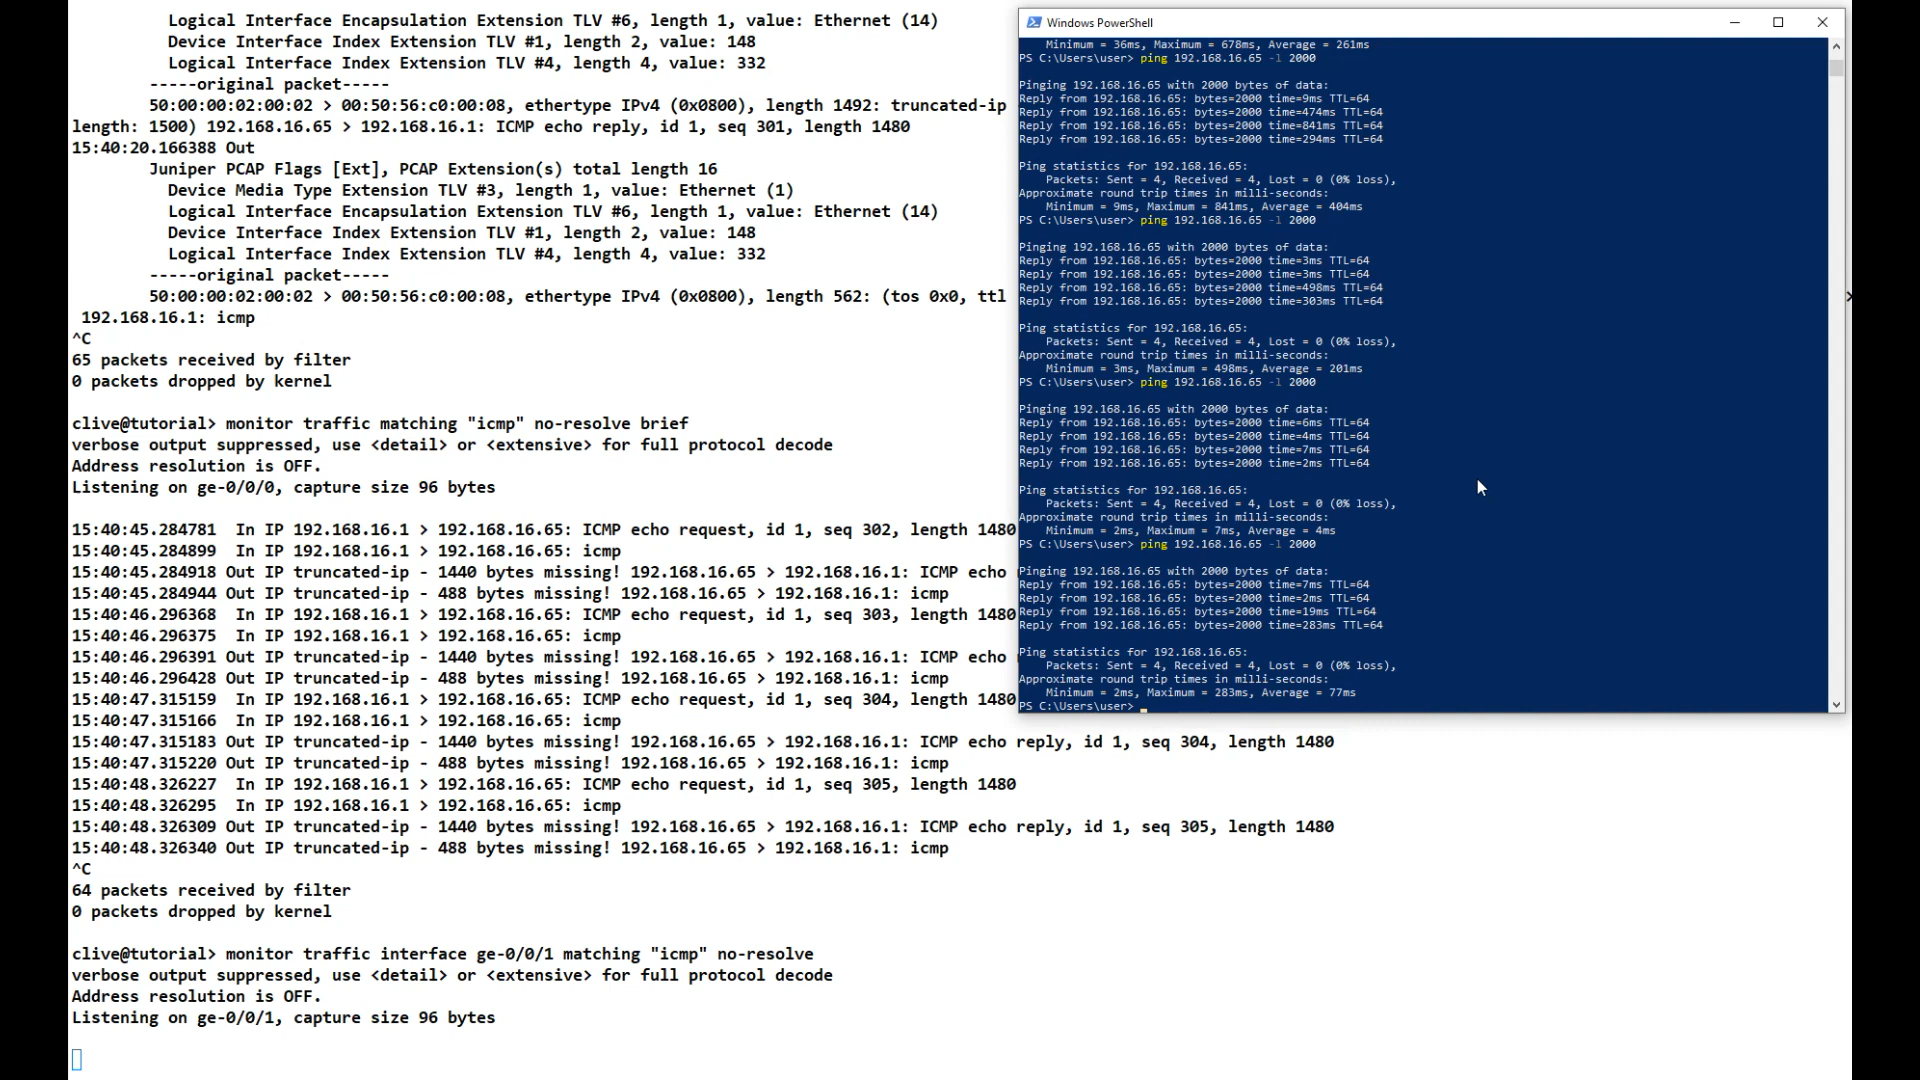 Logical Interface Encapsulation Extension TLV #6, length 1, value: Ethernet (14)
Device Interface Index Extension TLV #1, length 2, value: 148
Logical Interface Index Extension TLV #4, length 4, value: 332
-----original packet-----
50:00:00:02:00:02 > 00:50:56:c0:00:08, ethertype IPv4 (0x0800), length 1492: truncated-ip
length: 1500) 192.168.16.65 > 192.168.16.1: ICMP echo reply, id 1, seq 301, length 1480
15:40:20.166388 Out
Juniper PCAP Flags [Ext], PCAP Extension(s) total length 16
Device Media Type Extension TLV #3, length 1, value: Ethernet (1)
Logical Interface Encapsulation Extension TLV #6, length 1, value: Ethernet (14)
Device Interface Index Extension TLV #1, length 2, value: 148
Logical Interface Index Extension TLV #4, length 4, value: 332
-----original packet-----
50:00:00:02:00:02 > 00:50:56:c0:00:08, ethertype IPv4 (0x0800), length 562: (tos 0x0, ttl
192.168.16.1: icmp
^C
65 packets received by filter
0 packets dropped by kernel
clive@tutorial> monitor traffic matching "icmp" no-resolve brief
verbose output suppressed, use <detail> or <extensive> for full protocol decode
Address resolution is OFF.
Listening on ge-0/0/0, capture size 96 bytes
15:40:45.284781  In IP 192.168.16.1 > 192.168.16.65: ICMP echo request, id 1, seq 302, length 1480
15:40:45.284899  In IP 192.168.16.1 > 192.168.16.65: icmp
15:40:45.284918 Out IP truncated-ip - 1440 bytes missing! 192.168.16.65 > 192.168.16.1: ICMP echo
15:40:45.284944 Out IP truncated-ip - 488 bytes missing! 192.168.16.65 > 192.168.16.1: icmp
15:40:46.296368  In IP 192.168.16.1 > 192.168.16.65: ICMP echo request, id 1, seq 303, length 1480
15:40:46.296375  In IP 192.168.16.1 > 192.168.16.65: icmp
15:40:46.296391 Out IP truncated-ip - 1440 bytes missing! 192.168.16.65 > 192.168.16.1: ICMP echo
15:40:46.296428 Out IP truncated-ip - 488 bytes missing! 192.168.16.65 > 192.168.16.1: icmp
15:40:47.315159  In IP 192.168.16.1 > 192.168.16.65: ICMP echo request, id 1, seq 304, length 1480
15:40:47.315166  In IP 192.168.16.1 > 192.168.16.65: icmp
15:40:47.315183 Out IP truncated-ip - 1440 bytes missing! 192.168.16.65 > 192.168.16.1: ICMP echo reply, id 1, seq 304, length 1480
15:40:47.315220 Out IP truncated-ip - 488 bytes missing! 192.168.16.65 > 192.168.16.1: icmp
15:40:48.326227  In IP 192.168.16.1 > 192.168.16.65: ICMP echo request, id 1, seq 305, length 1480
15:40:48.326295  In IP 192.168.16.1 > 192.168.16.65: icmp
15:40:48.326309 Out IP truncated-ip - 1440 bytes missing! 192.168.16.65 > 192.168.16.1: ICMP echo reply, id 1, seq 305, length 1480
15:40:48.326340 Out IP truncated-ip - 488 bytes missing! 192.168.16.65 > 192.168.16.1: icmp
^C
64 packets received by filter
0 packets dropped by kernel
clive@tutorial> monitor traffic interface ge-0/0/1 matching "icmp" no-resolve
verbose output suppressed, use <detail> or <extensive> for full protocol decode
Address resolution is OFF.
Listening on ge-0/0/1, capture size 96 bytes
Windows PowerShell
Minimum = 36ms, Maximum = 678ms, Average = 261ms
PS C:\Users\user> ping 192.168.16.65 -l 2000
Pinging 192.168.16.65 with 2000 bytes of data:
Reply from 192.168.16.65: bytes=2000 time=9ms TTL=64
Reply from 192.168.16.65: bytes=2000 time=474ms TTL=64
Reply from 192.168.16.65: bytes=2000 time=841ms TTL=64
Reply from 192.168.16.65: bytes=2000 time=294ms TTL=64
Ping statistics for 192.168.16.65:
Packets: Sent = 4, Received = 4, Lost = 0 (0% loss),
Approximate round trip times in milli-seconds:
Minimum = 9ms, Maximum = 841ms, Average = 404ms
PS C:\Users\user> ping 192.168.16.65 -l 2000
Pinging 192.168.16.65 with 2000 bytes of data:
Reply from 192.168.16.65: bytes=2000 time=3ms TTL=64
Reply from 192.168.16.65: bytes=2000 time=3ms TTL=64
Reply from 192.168.16.65: bytes=2000 time=498ms TTL=64
Reply from 192.168.16.65: bytes=2000 time=303ms TTL=64
Ping statistics for 192.168.16.65:
Packets: Sent = 4, Received = 4, Lost = 0 (0% loss),
Approximate round trip times in milli-seconds:
Minimum = 3ms, Maximum = 498ms, Average = 201ms
PS C:\Users\user> ping 192.168.16.65 -l 2000
Pinging 192.168.16.65 with 2000 bytes of data:
Reply from 192.168.16.65: bytes=2000 time=6ms TTL=64
Reply from 192.168.16.65: bytes=2000 time=4ms TTL=64
Reply from 192.168.16.65: bytes=2000 time=7ms TTL=64
Reply from 192.168.16.65: bytes=2000 time=2ms TTL=64
Ping statistics for 192.168.16.65:
Packets: Sent = 4, Received = 4, Lost = 0 (0% loss),
Approximate round trip times in milli-seconds:
Minimum = 2ms, Maximum = 7ms, Average = 4ms
PS C:\Users\user> ping 192.168.16.65 -l 2000
Pinging 192.168.16.65 with 2000 bytes of data:
Reply from 192.168.16.65: bytes=2000 time=7ms TTL=64
Reply from 192.168.16.65: bytes=2000 time=2ms TTL=64
Reply from 192.168.16.65: bytes=2000 time=19ms TTL=64
Reply from 192.168.16.65: bytes=2000 time=283ms TTL=64
Ping statistics for 192.168.16.65:
Packets: Sent = 4, Received = 4, Lost = 0 (0% loss),
Approximate round trip times in milli-seconds:
Minimum = 2ms, Maximum = 283ms, Average = 77ms
PS C:\Users\user>